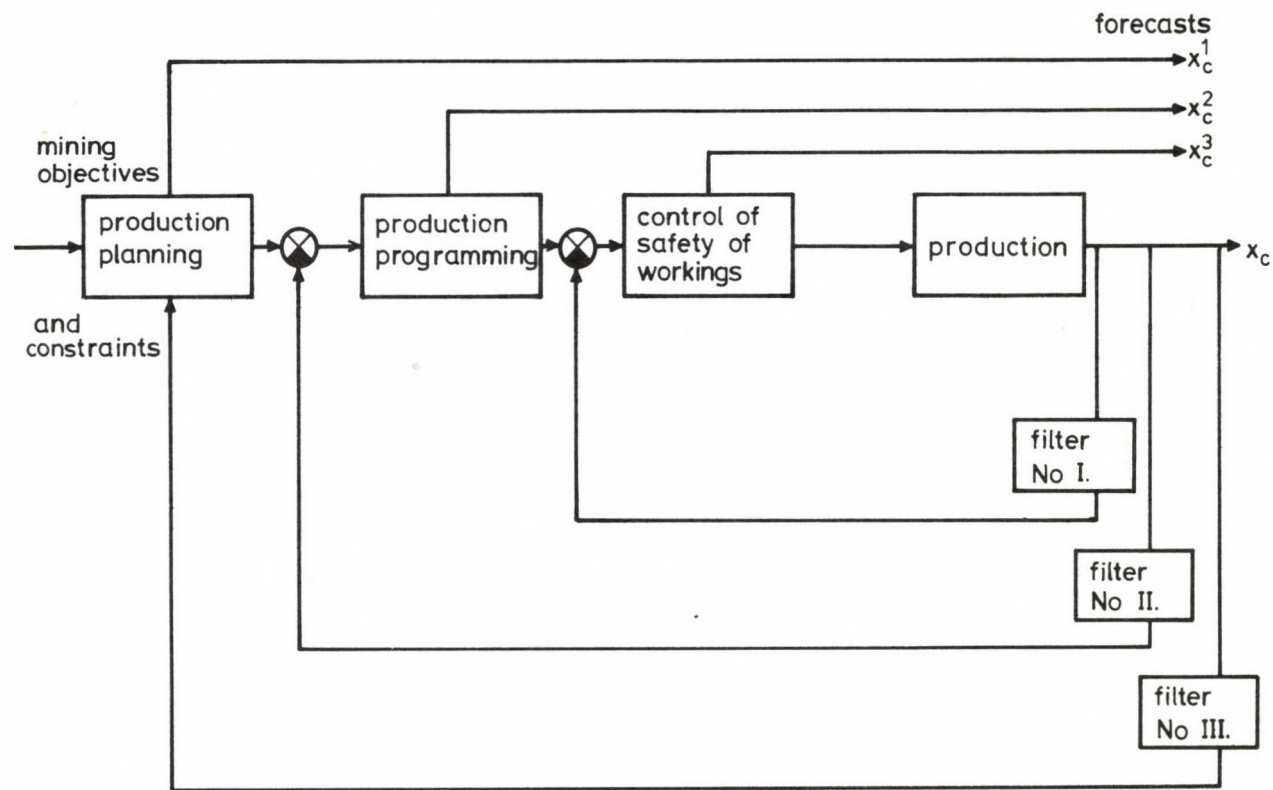 forecasts
x_c^1
x_c^2
x_c^3
mining
objectives
production
planning
production
programming
control of
safety of
workings
production
x_c
and
constraints
filter
No I.
filter
No II.
filter
No III.